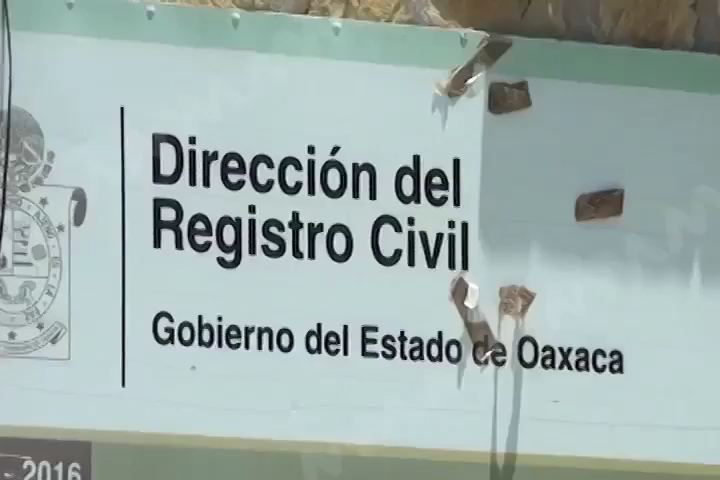 Dirección del
Registro Civil
Gobierno del Estado de Oaxaca
- 2016